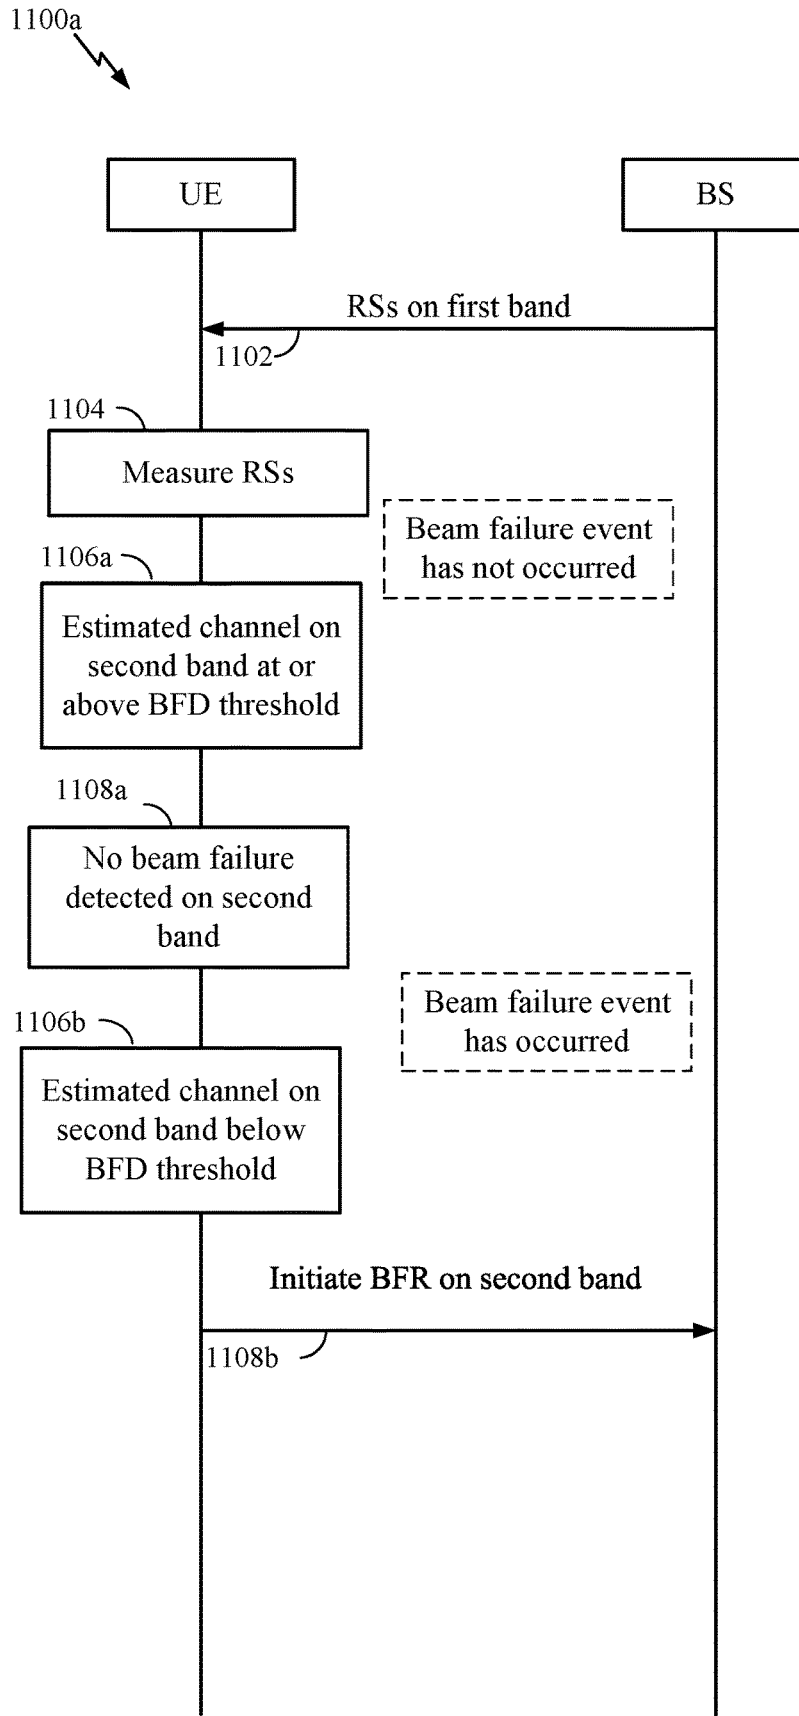 1100a
UE
BS
RSs on first band
1102
1104
Measure RSs
Beam failure event
has not occurred
1106a
Estimated channel on
second band at or
above BFD threshold
1108a
No beam failure
detected on second
band
Beam failure event
has occurred
1106b
Estimated channel on
second band below
BFD threshold
Initiate BFR on second band
1108b